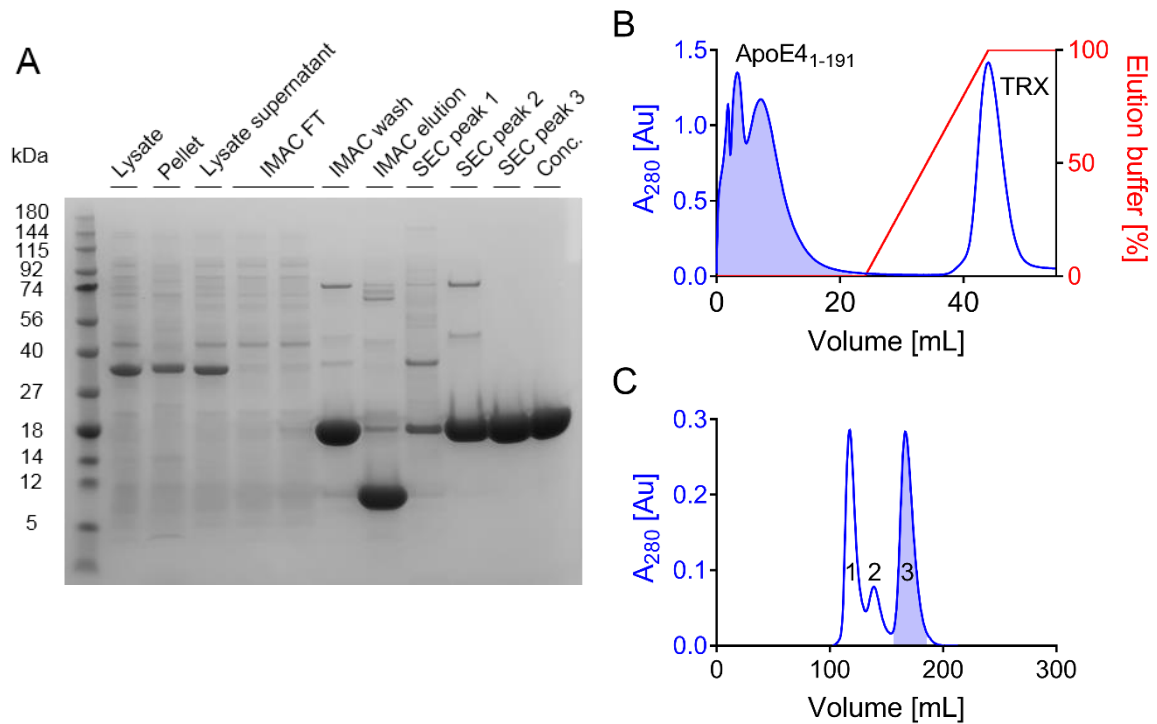 A
kDa
Lysate
Pellet
Lysate supernatant
IMAC FT
IMAC wash
IMAC elution
SEC peak 1
SEC peak 2
SEC peak 3
Conc.
180
144
115
92
74
56
40
27
18
14
12
5
B
ApoE4₁₋₁₉₁
TRX
A₂₈₀ [Au]
1.5
1.0
0.5
0.0
0 20 40
Volume [mL]
100
50
0
Elution buffer [%]
C
A₂₈₀ [Au]
0.3
0.2
0.1
0.0
1 2 3
0 100 200 300
Volume [mL]